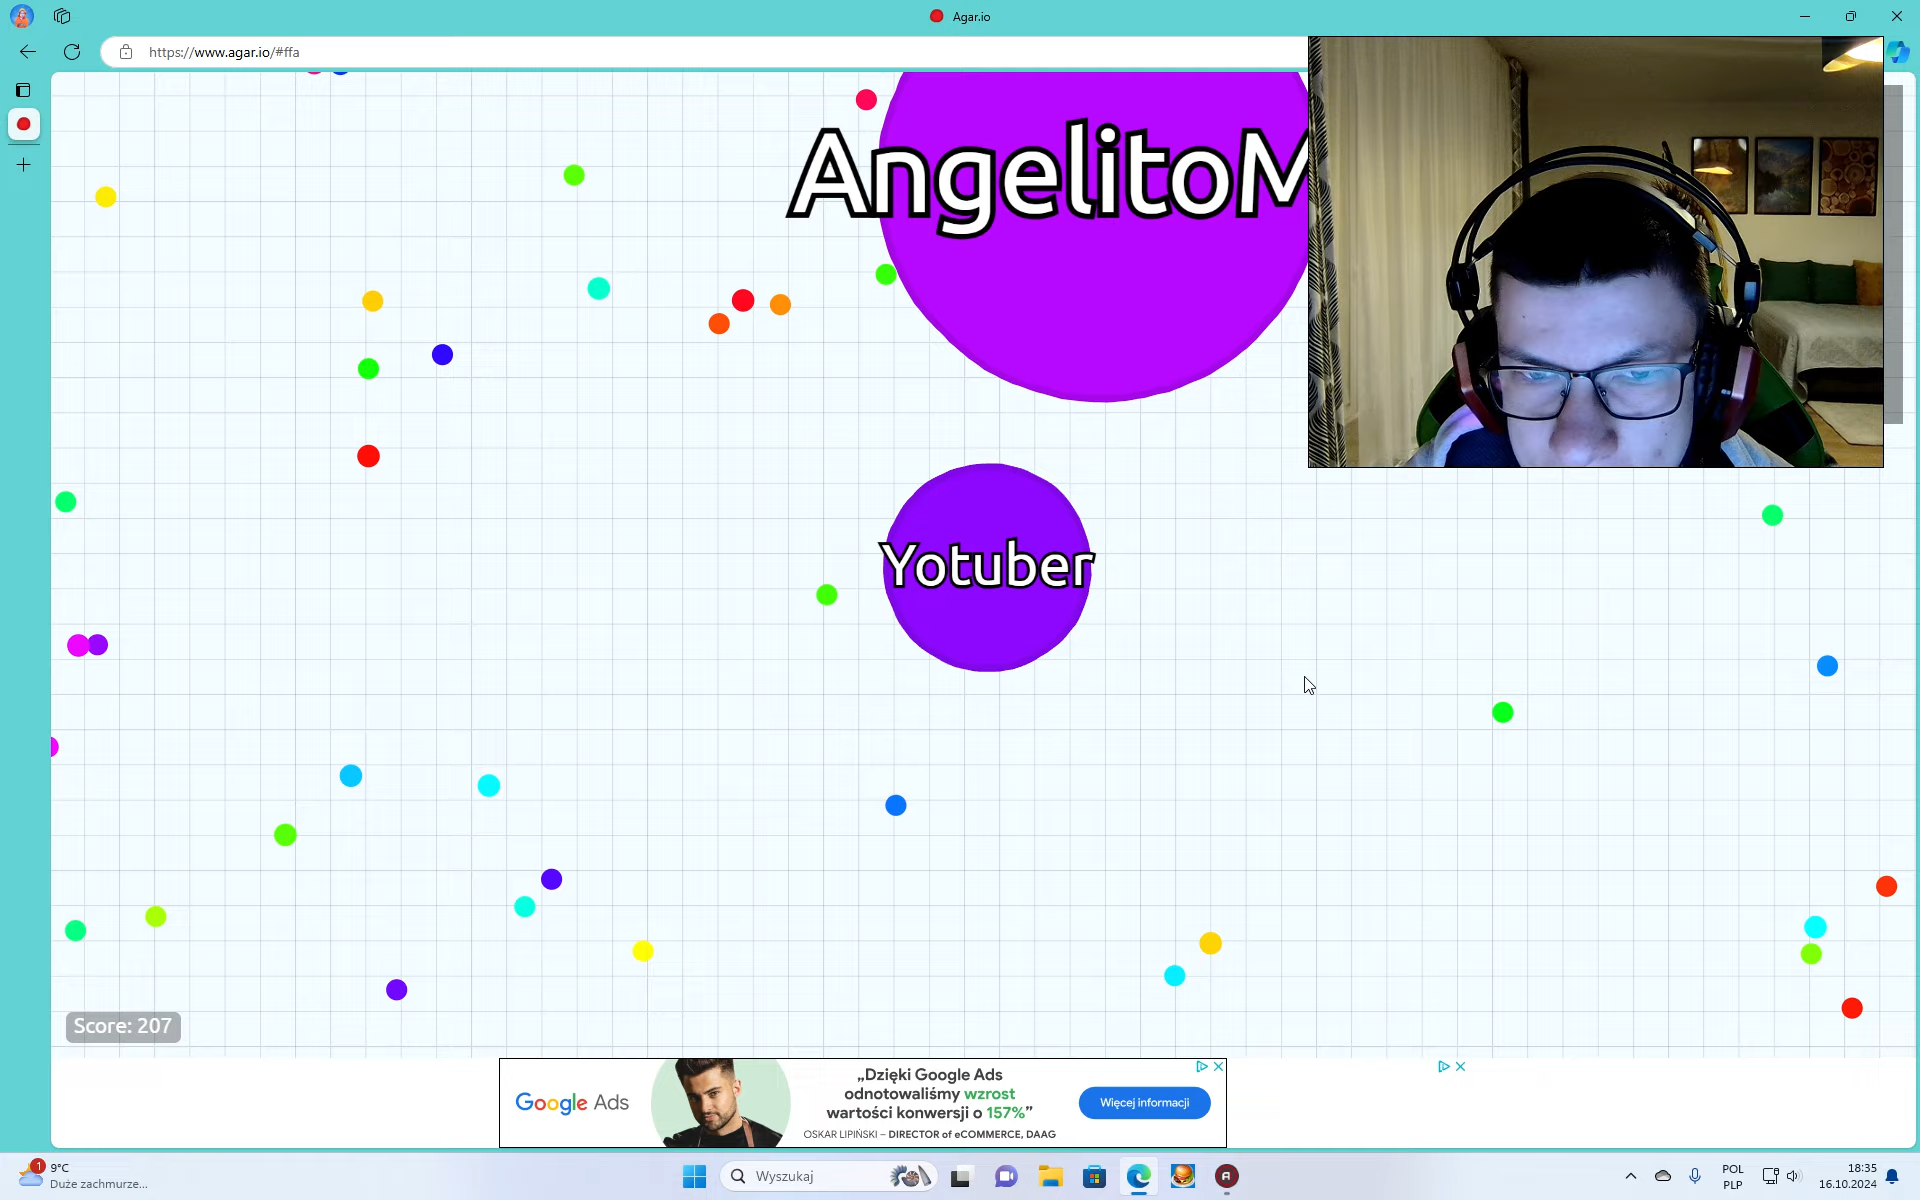 Agar.io
https://www.agar.io/#ffa
AngelitoM
Yotuber
Score: 207
Google Ads
„Dzięki Google Ads
odnotowaliśmy wzrost
wartości konwersji o 157%”
OSKAR LIPIŃSKI – DIRECTOR of eCOMMERCE, DAAG
Więcej informacji
1
9°C
Duże zachmurze...
Wyszukaj
POL
PLP
18:35
16.10.2024